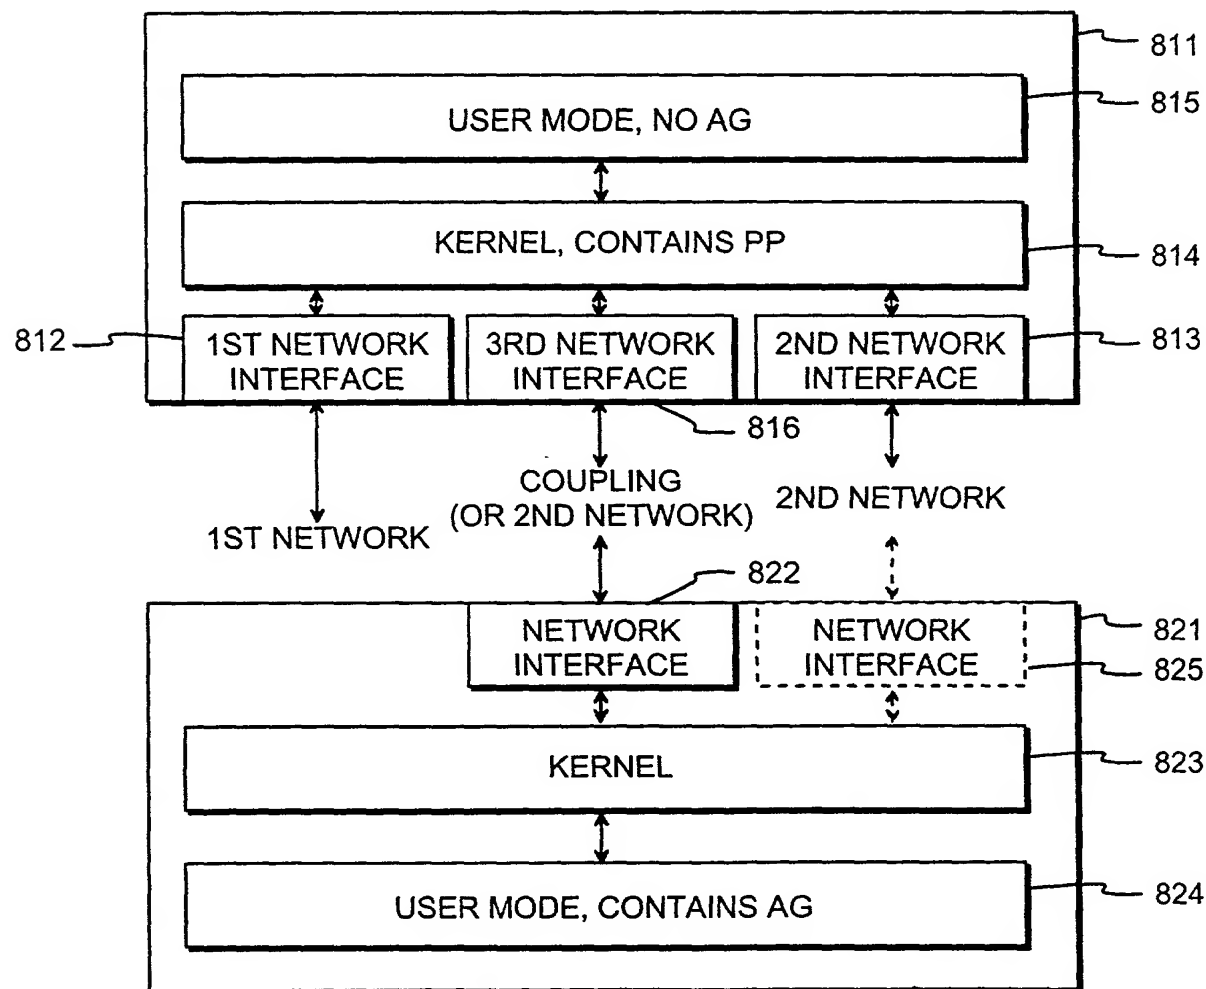 811
USER MODE, NO AG
815
KERNEL, CONTAINS PP
814
812
1ST NETWORK
INTERFACE
3RD NETWORK
INTERFACE
2ND NETWORK
INTERFACE
813
816
COUPLING
(OR 2ND NETWORK)
2ND NETWORK
1ST NETWORK
822
NETWORK
INTERFACE
NETWORK
INTERFACE
821
825
KERNEL
823
USER MODE, CONTAINS AG
824